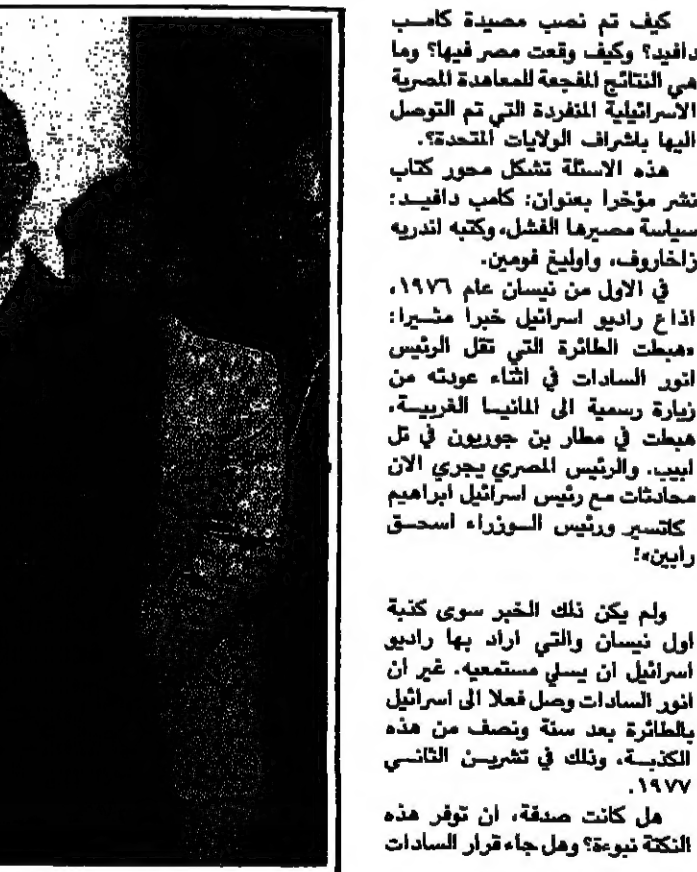 كيف تم نصب مصيدة كامب
دافيد؟ وكيف وقعت مصر فيها؟ وما
هي النتائج المفجعة للمعاهدة المصرية
الاسرائيلية المنفردة التي تم التوصل
اليها باشراف الولايات المتحدة؟.
هذه الاسئلة تشكل محور كتاب
نشر مؤخرا بعنوان: كامب دافيد:
سياسة مصيرها الفشل، وكتبه اندريه
زاخاروف، واوليغ فومين.
في الاول من نيسان عام ١٩٧٦،
اذاع راديو اسرائيل خبرا مثيرا:
«هبطت الطائرة التي تقل الرئيس
انور السادات في اثناء عودته من
زيارة رسمية الى المانيا الغربية،
هبطت في مطار بن جوريون في تل
ابيب. والرئيس المصري يجري الان
محادثات مع رئيس اسرائيل ابراهيم
كاتسير ورئيس الوزراء اسحق
رابين»!
ولم يكن ذلك الخبر سوى كذبة
اول نيسان والتي اراد بها راديو
اسرائيل ان يسلي مستمعيه. غير ان
انور السادات وصل فعلا الى اسرائيل
بالطائرة بعد سنة ونصف من هذه
الكذبة، وذلك في تشرين الثاني
١٩٧٧.
هل كانت صدفة، ان توفر هذه
النكتة نبوءة؟ وهل جاء قرار السادات